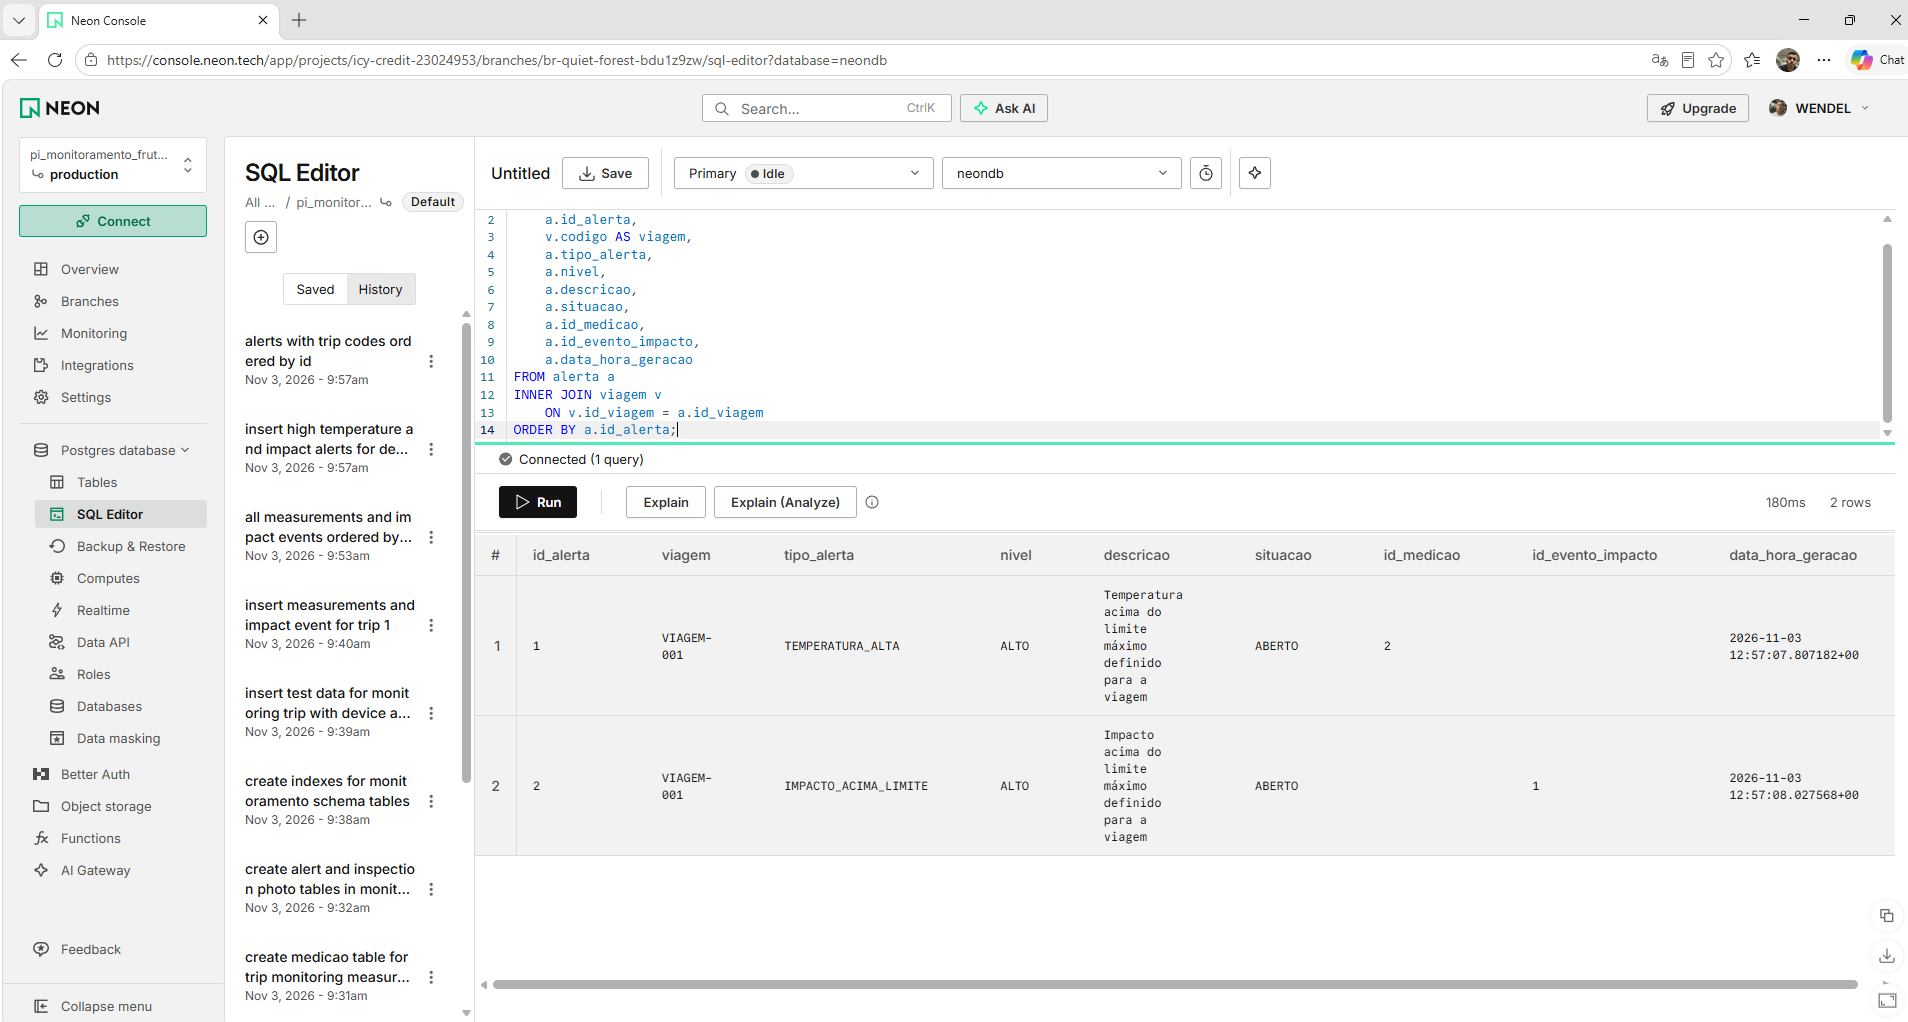 Neon Console
https://console.neon.tech/app/projects/icy-credit-23024953/branches/br-quiet-forest-bdu1z9zw/sql-editor?database=neondb
Chat
NEON
Search...
CtrlK
Ask AI
Upgrade
WENDEL
pi_monitoramento_frut...
production
Connect
Overview
Branches
Monitoring
Integrations
Settings
Postgres database
Tables
SQL Editor
Backup & Restore
Computes
Realtime
Data API
Roles
Databases
Data masking
Better Auth
Object storage
Functions
AI Gateway
Feedback
Collapse menu
SQL Editor
All ... / pi_monitor...
Default
Saved
History
alerts with trip codes ord
ered by id
Nov 3, 2026 - 9:57am
insert high temperature a
nd impact alerts for de...
Nov 3, 2026 - 9:57am
all measurements and im
pact events ordered by...
Nov 3, 2026 - 9:53am
insert measurements and
impact event for trip 1
Nov 3, 2026 - 9:40am
insert test data for monit
oring trip with device a...
Nov 3, 2026 - 9:39am
create indexes for monit
oramento schema tables
Nov 3, 2026 - 9:38am
create alert and inspectio
n photo tables in monit...
Nov 3, 2026 - 9:32am
create medicao table for
trip monitoring measur...
Nov 3, 2026 - 9:31am
Untitled
Save
Primary
Idle
neondb
2 a.id_alerta,
3 v.codigo AS viagem,
4 a.tipo_alerta,
5 a.nivel,
6 a.descricao,
7 a.situacao,
8 a.id_medicao,
9 a.id_evento_impacto,
10 a.data_hora_geracao
11 FROM alerta a
12 INNER JOIN viagem v
13 ON v.id_viagem = a.id_viagem
14 ORDER BY a.id_alerta;
Connected (1 query)
Run
Explain
Explain (Analyze)
180ms
2 rows
# id_alerta viagem tipo_alerta nivel descricao situacao id_medicao id_evento_impacto data_hora_geracao
1
1
VIAGEM-
001
TEMPERATURA_ALTA
ALTO
Temperatura
acima do
limite
máximo
definido
para a
viagem
ABERTO
2
2026-11-03
12:57:07.807182+00
2
2
VIAGEM-
001
IMPACTO_ACIMA_LIMITE
ALTO
Impacto
acima do
limite
máximo
definido
para a
viagem
ABERTO
1
2026-11-03
12:57:08.027568+00